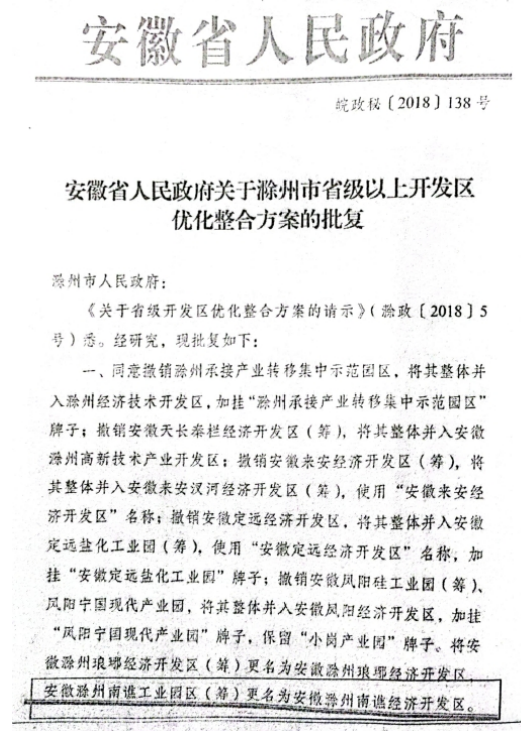 安徽省人民政府
皖政秘〔2018〕138号
安徽省人民政府关于滁州市省级以上开发区
优化整合方案的批复
滁州市人民政府：
《关于省级开发区优化整合方案的请示》（滁政〔2018〕5
号）悉。经研究，现批复如下：
一、同意撤销滁州承接产业转移集中示范园区，将其整体并
入滁州经济技术开发区，加挂“滁州承接产业转移集中示范园区”
牌子；撤销安徽天长秦栏经济开发区（筹），将其整体并入安徽
滁州高新技术产业开发区；撤销安徽来安经济开发区（筹），将
其整体并入安徽来安汊河经济开发区（筹），使用“安徽来安经
济开发区”名称；撤销安徽定远经济开发区，将其整体并入安徽
定远盐化工业园（筹），使用“安徽定远经济开发区”名称，加
挂“安徽定远盐化工业园”牌子；撤销安徽凤阳硅工业园（筹）、
凤阳宁国现代产业园，将其整体并入安徽凤阳经济开发区，加挂
“凤阳宁国现代产业园”牌子，保留“小岗产业园”牌子。将安
徽滁州琅琊经济开发区（筹）更名为安徽滁州琅琊经济开发区，
安徽滁州南谯工业园区（筹）更名为安徽滁州南谯经济开发区。